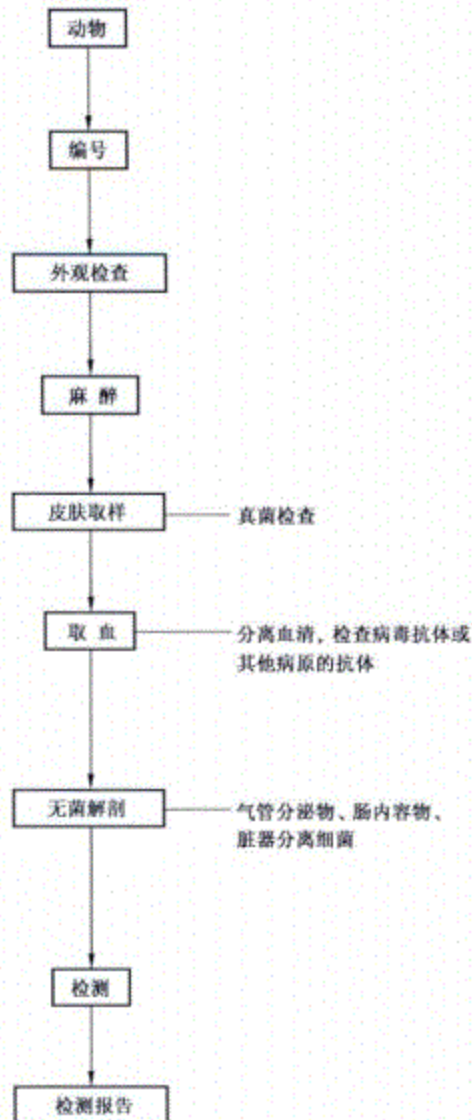 动物
编号
外观检查
麻 醉
皮肤取样
真菌检查
取 血
分离血清，检查病毒抗体或
其他病原的抗体
无菌解剖
气管分泌物、肠内容物、
脏器分离细菌
检测
检测报告